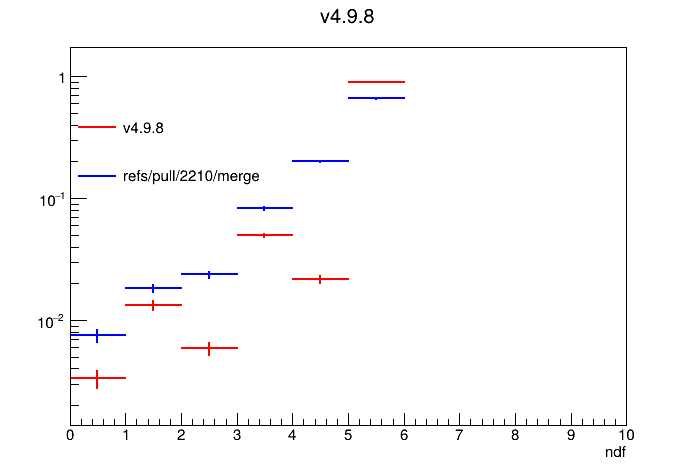 v4.9.8
1
v4.9.8
refs/pull/2210/merge
10⁻¹
10⁻²
0 1 2 3 4 5 6 7 8 9 10
ndf